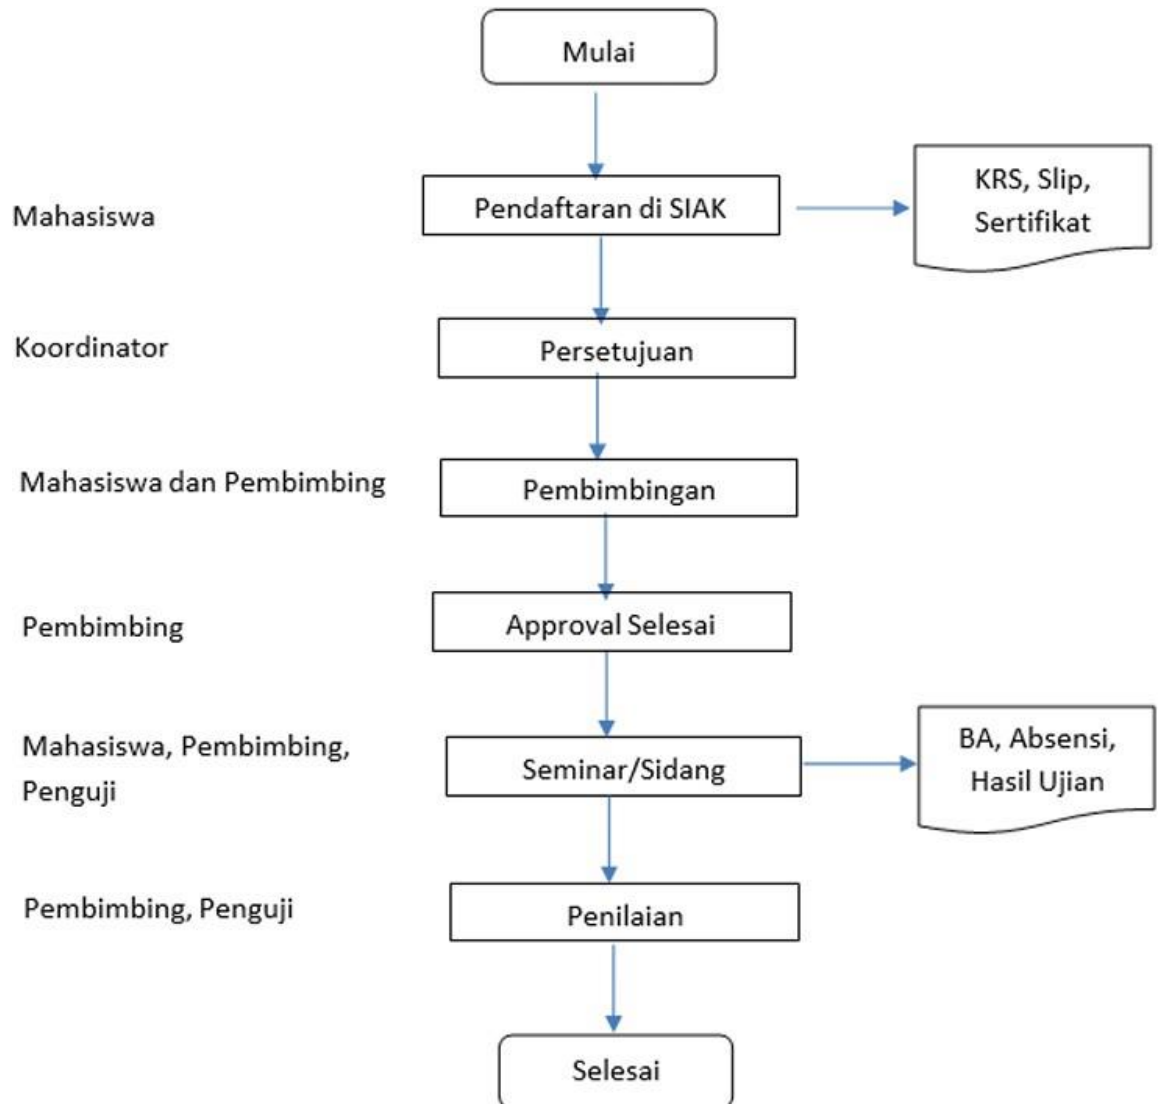 Mulai
Mahasiswa
Pendaftaran di SIAK
KRS, Slip,
Sertifikat
Koordinator
Persetujuan
Mahasiswa dan Pembimbing
Pembimbingan
Pembimbing
Approval Selesai
Mahasiswa, Pembimbing,
Penguji
Seminar/Sidang
BA, Absensi,
Hasil Ujian
Pembimbing, Penguji
Penilaian
Selesai